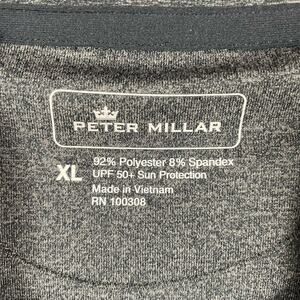 PETER MILLAR
XL
92% Polyester 8% Spandex
UPF 50+ Sun Protection
Made in Vietnam
RN 100308